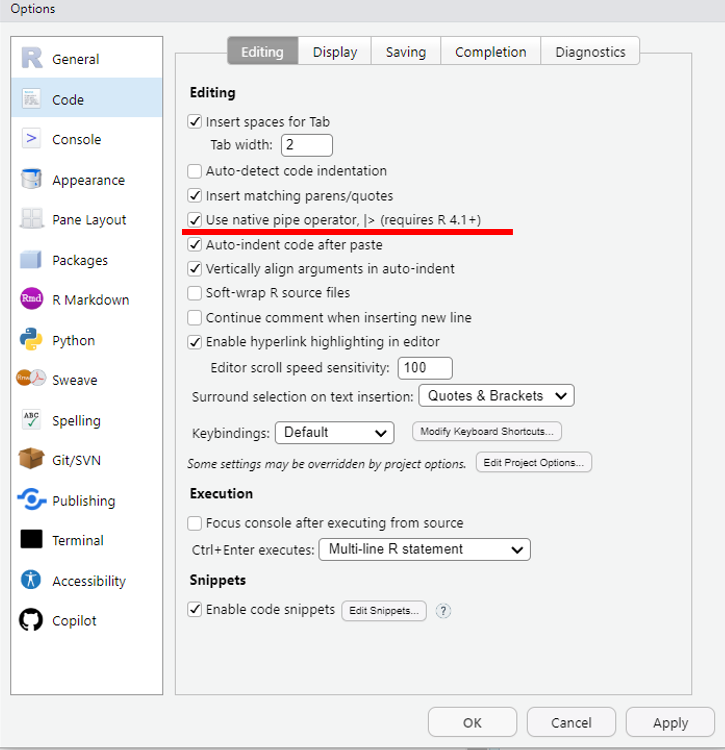 Options
General
Code
Console
Appearance
Pane Layout
Packages
Rmd R Markdown
Python
Sweave
ABC Spelling
Git/SVN
Publishing
Terminal
Accessibility
Copilot
Editing Display Saving Completion Diagnostics
Editing
Insert spaces for Tab
Tab width: 2
Auto-detect code indentation
Insert matching parens/quotes
Use native pipe operator, |> (requires R 4.1+)
Auto-indent code after paste
Vertically align arguments in auto-indent
Soft-wrap R source files
Continue comment when inserting new line
Enable hyperlink highlighting in editor
Editor scroll speed sensitivity: 100
Surround selection on text insertion: Quotes & Brackets
Keybindings: Default Modify Keyboard Shortcuts...
Some settings may be overridden by project options. Edit Project Options...
Execution
Focus console after executing from source
Ctrl+Enter executes: Multi-line R statement
Snippets
Enable code snippets Edit Snippets... ?
OK Cancel Apply